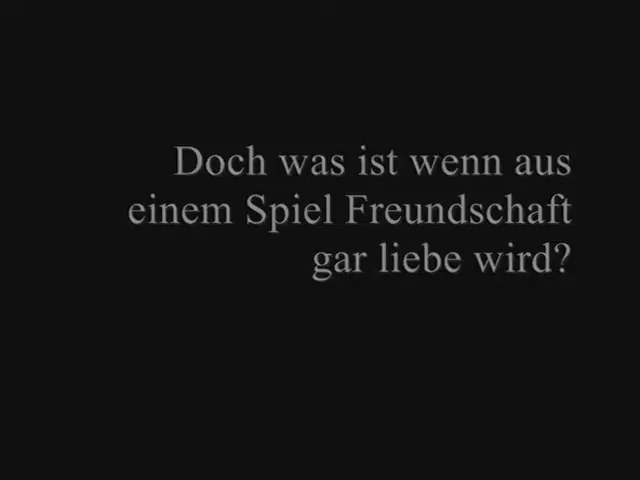 Doch was ist wenn aus
einem Spiel Freundschaft
gar liebe wird?